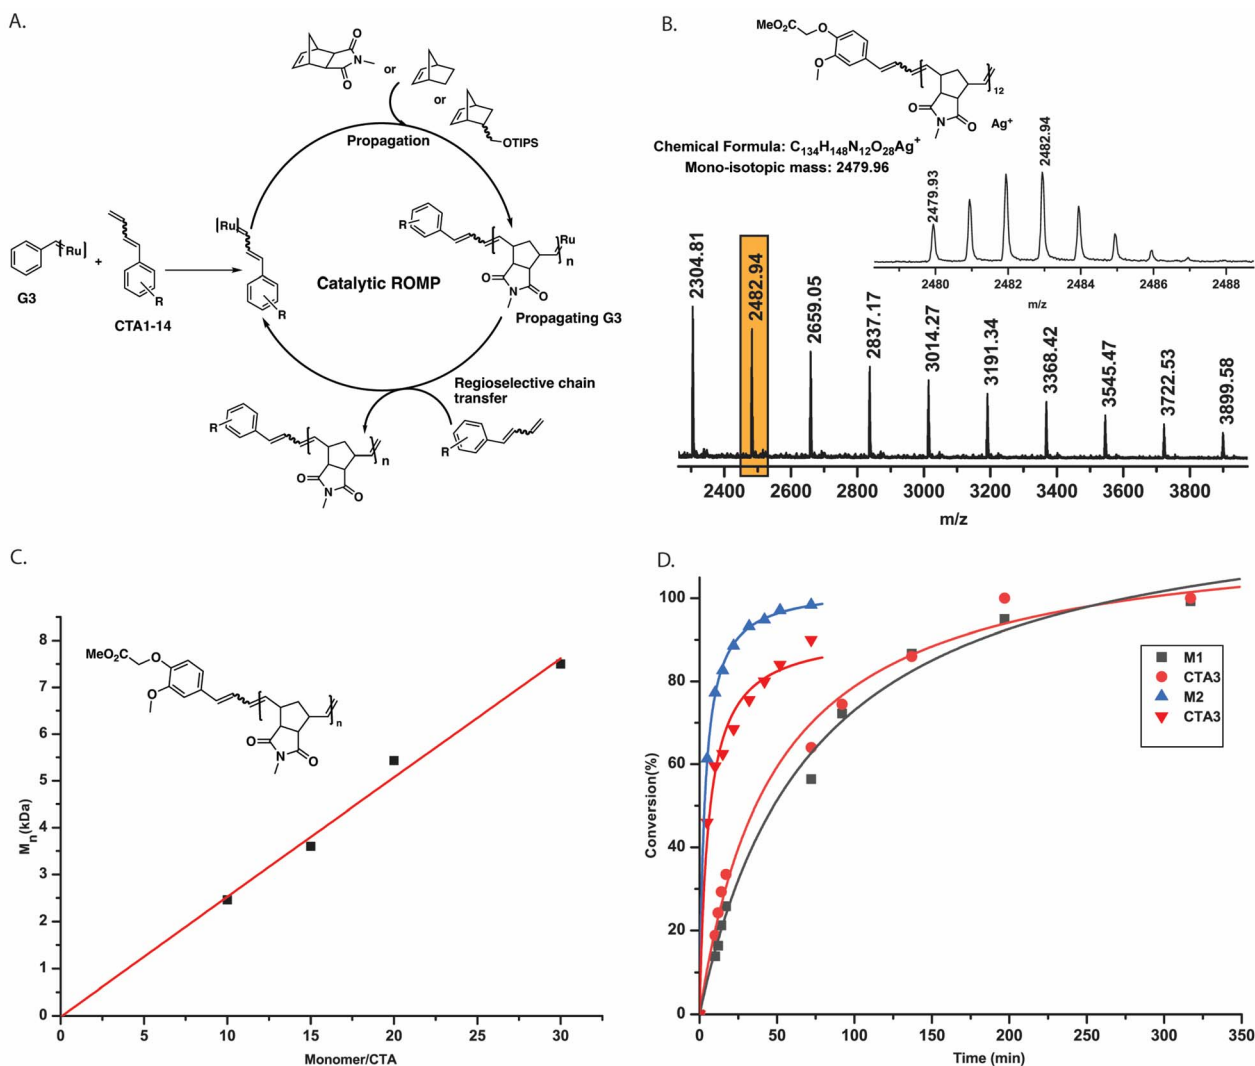 A.
O
N
O
or
or
OTIPS
Propagation
[Ru]
+
R
G3
CTA1-14
[Ru]
R
Catalytic ROMP
R
Ru
n
O
N
O
Propagating G3
Regioselective chain
transfer
R
n
O
N
O
R
B.
MeO₂C
O
O
12
O
N
O
Ag⁺
Chemical Formula: C₁₃₄H₁₄₈N₁₂O₂₈Ag⁺
Mono-isotopic mass: 2479.96
2479.93
2482.94
2480 2482 2484 2486 2488
m/z
2304.81
2482.94
2659.05
2837.17
3014.27
3191.34
3368.42
3545.47
3722.53
3899.58
2400 2600 2800 3000 3200 3400 3600 3800
m/z
C.
MeO₂C
O
O
n
O
N
O
8
7
6
5
4
3
2
1
0
Mₙ(kDa)
0 5 10 15 20 25 30
Monomer/CTA
D.
100
80
60
40
20
0
Conversion(%)
M1
CTA3
M2
CTA3
0 50 100 150 200 250 300 350
Time (min)